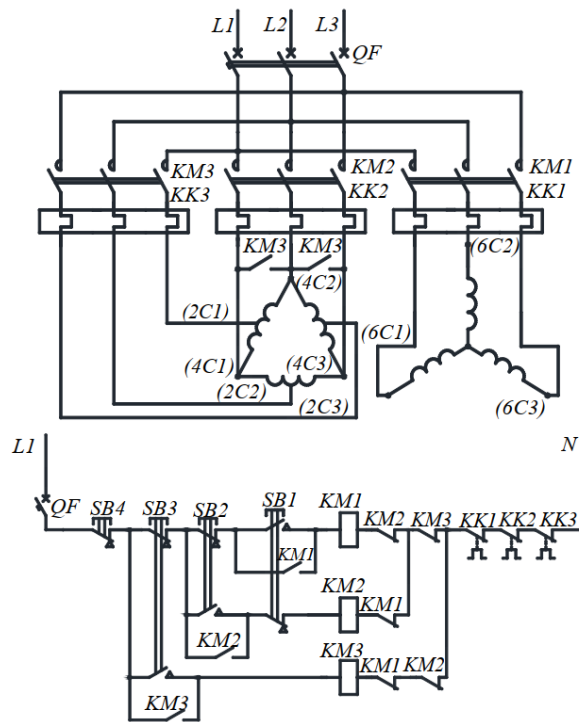 L1 L2 L3
QF
KM3 KM2 KM1
KK3 KK2 KK1
KM3 KM3 (6C2)
(4C2)
(2C1) (6C1)
(4C1) (4C3)
(2C2) (2C3) (6C3)
L1 N
QF SB4 SB3 SB2 SB1 KM1 KM2 KM3 KK1 KK2 KK3
KM1
KM2 KM1
KM2
KM3 KM1 KM2
KM3